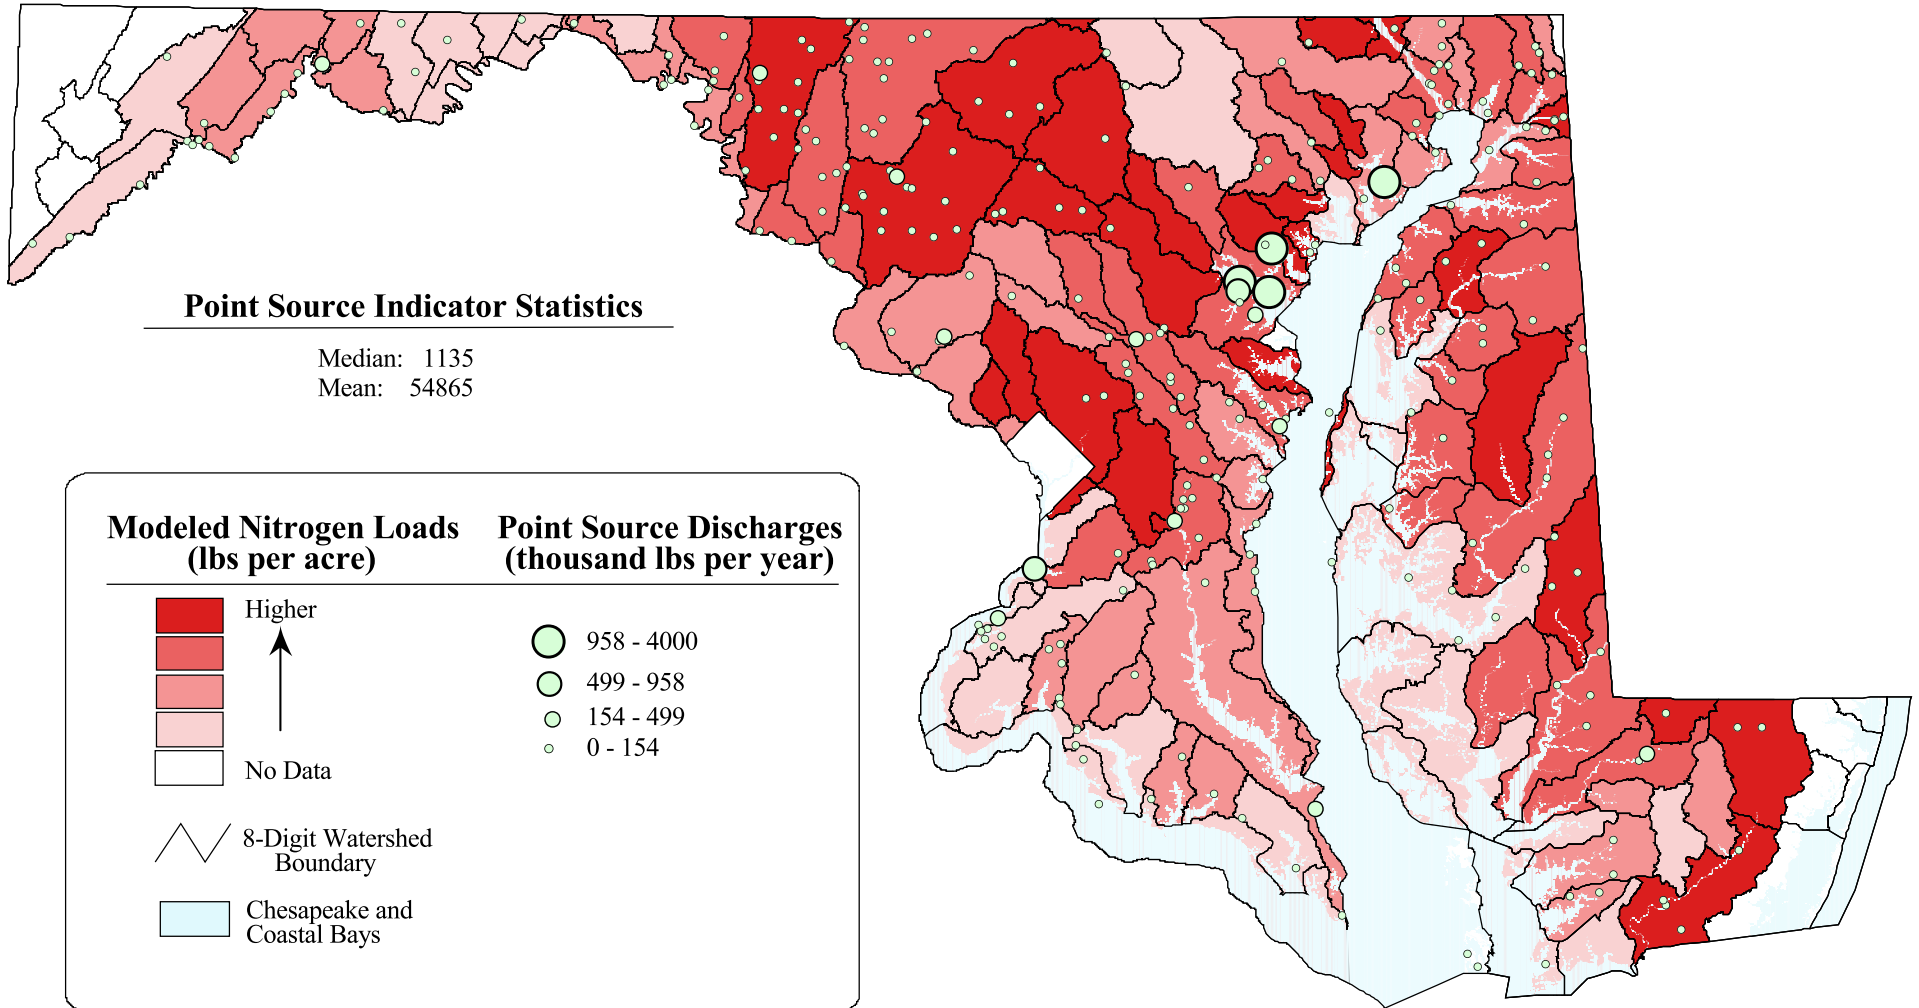 Point Source Indicator Statistics
Median: 1135
Mean: 54865
Modeled Nitrogen Loads
(lbs per acre)
Higher
No Data
8-Digit Watershed
Boundary
Chesapeake and
Coastal Bays
Point Source Discharges
(thousand lbs per year)
958 - 4000
499 - 958
154 - 499
0 - 154